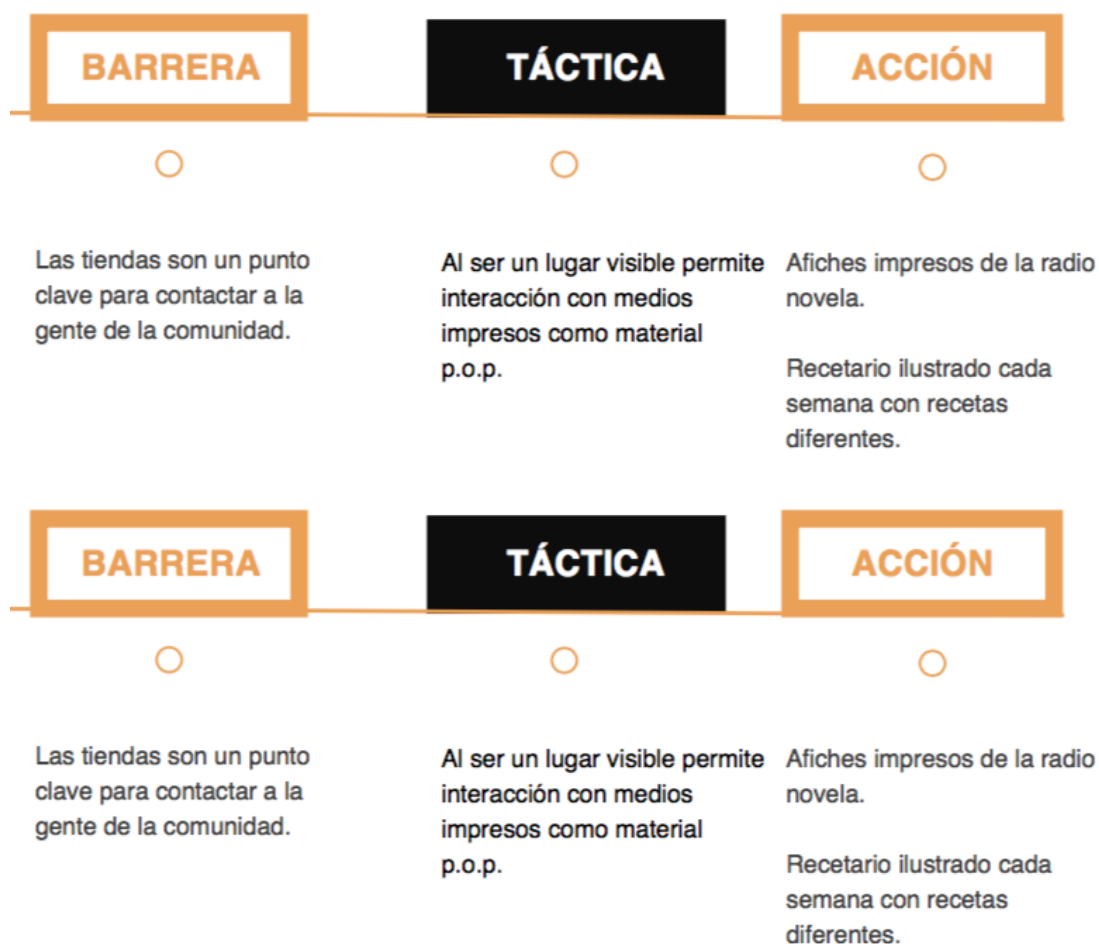 BARRERA
TÁCTICA
ACCIÓN
Las tiendas son un punto
clave para contactar a la
gente de la comunidad.
Al ser un lugar visible permite
interacción con medios
impresos como material
p.o.p.
Afiches impresos de la radio
novela.
Recetario ilustrado cada
semana con recetas
diferentes.
BARRERA
TÁCTICA
ACCIÓN
Las tiendas son un punto
clave para contactar a la
gente de la comunidad.
Al ser un lugar visible permite
interacción con medios
impresos como material
p.o.p.
Afiches impresos de la radio
novela.
Recetario ilustrado cada
semana con recetas
diferentes.